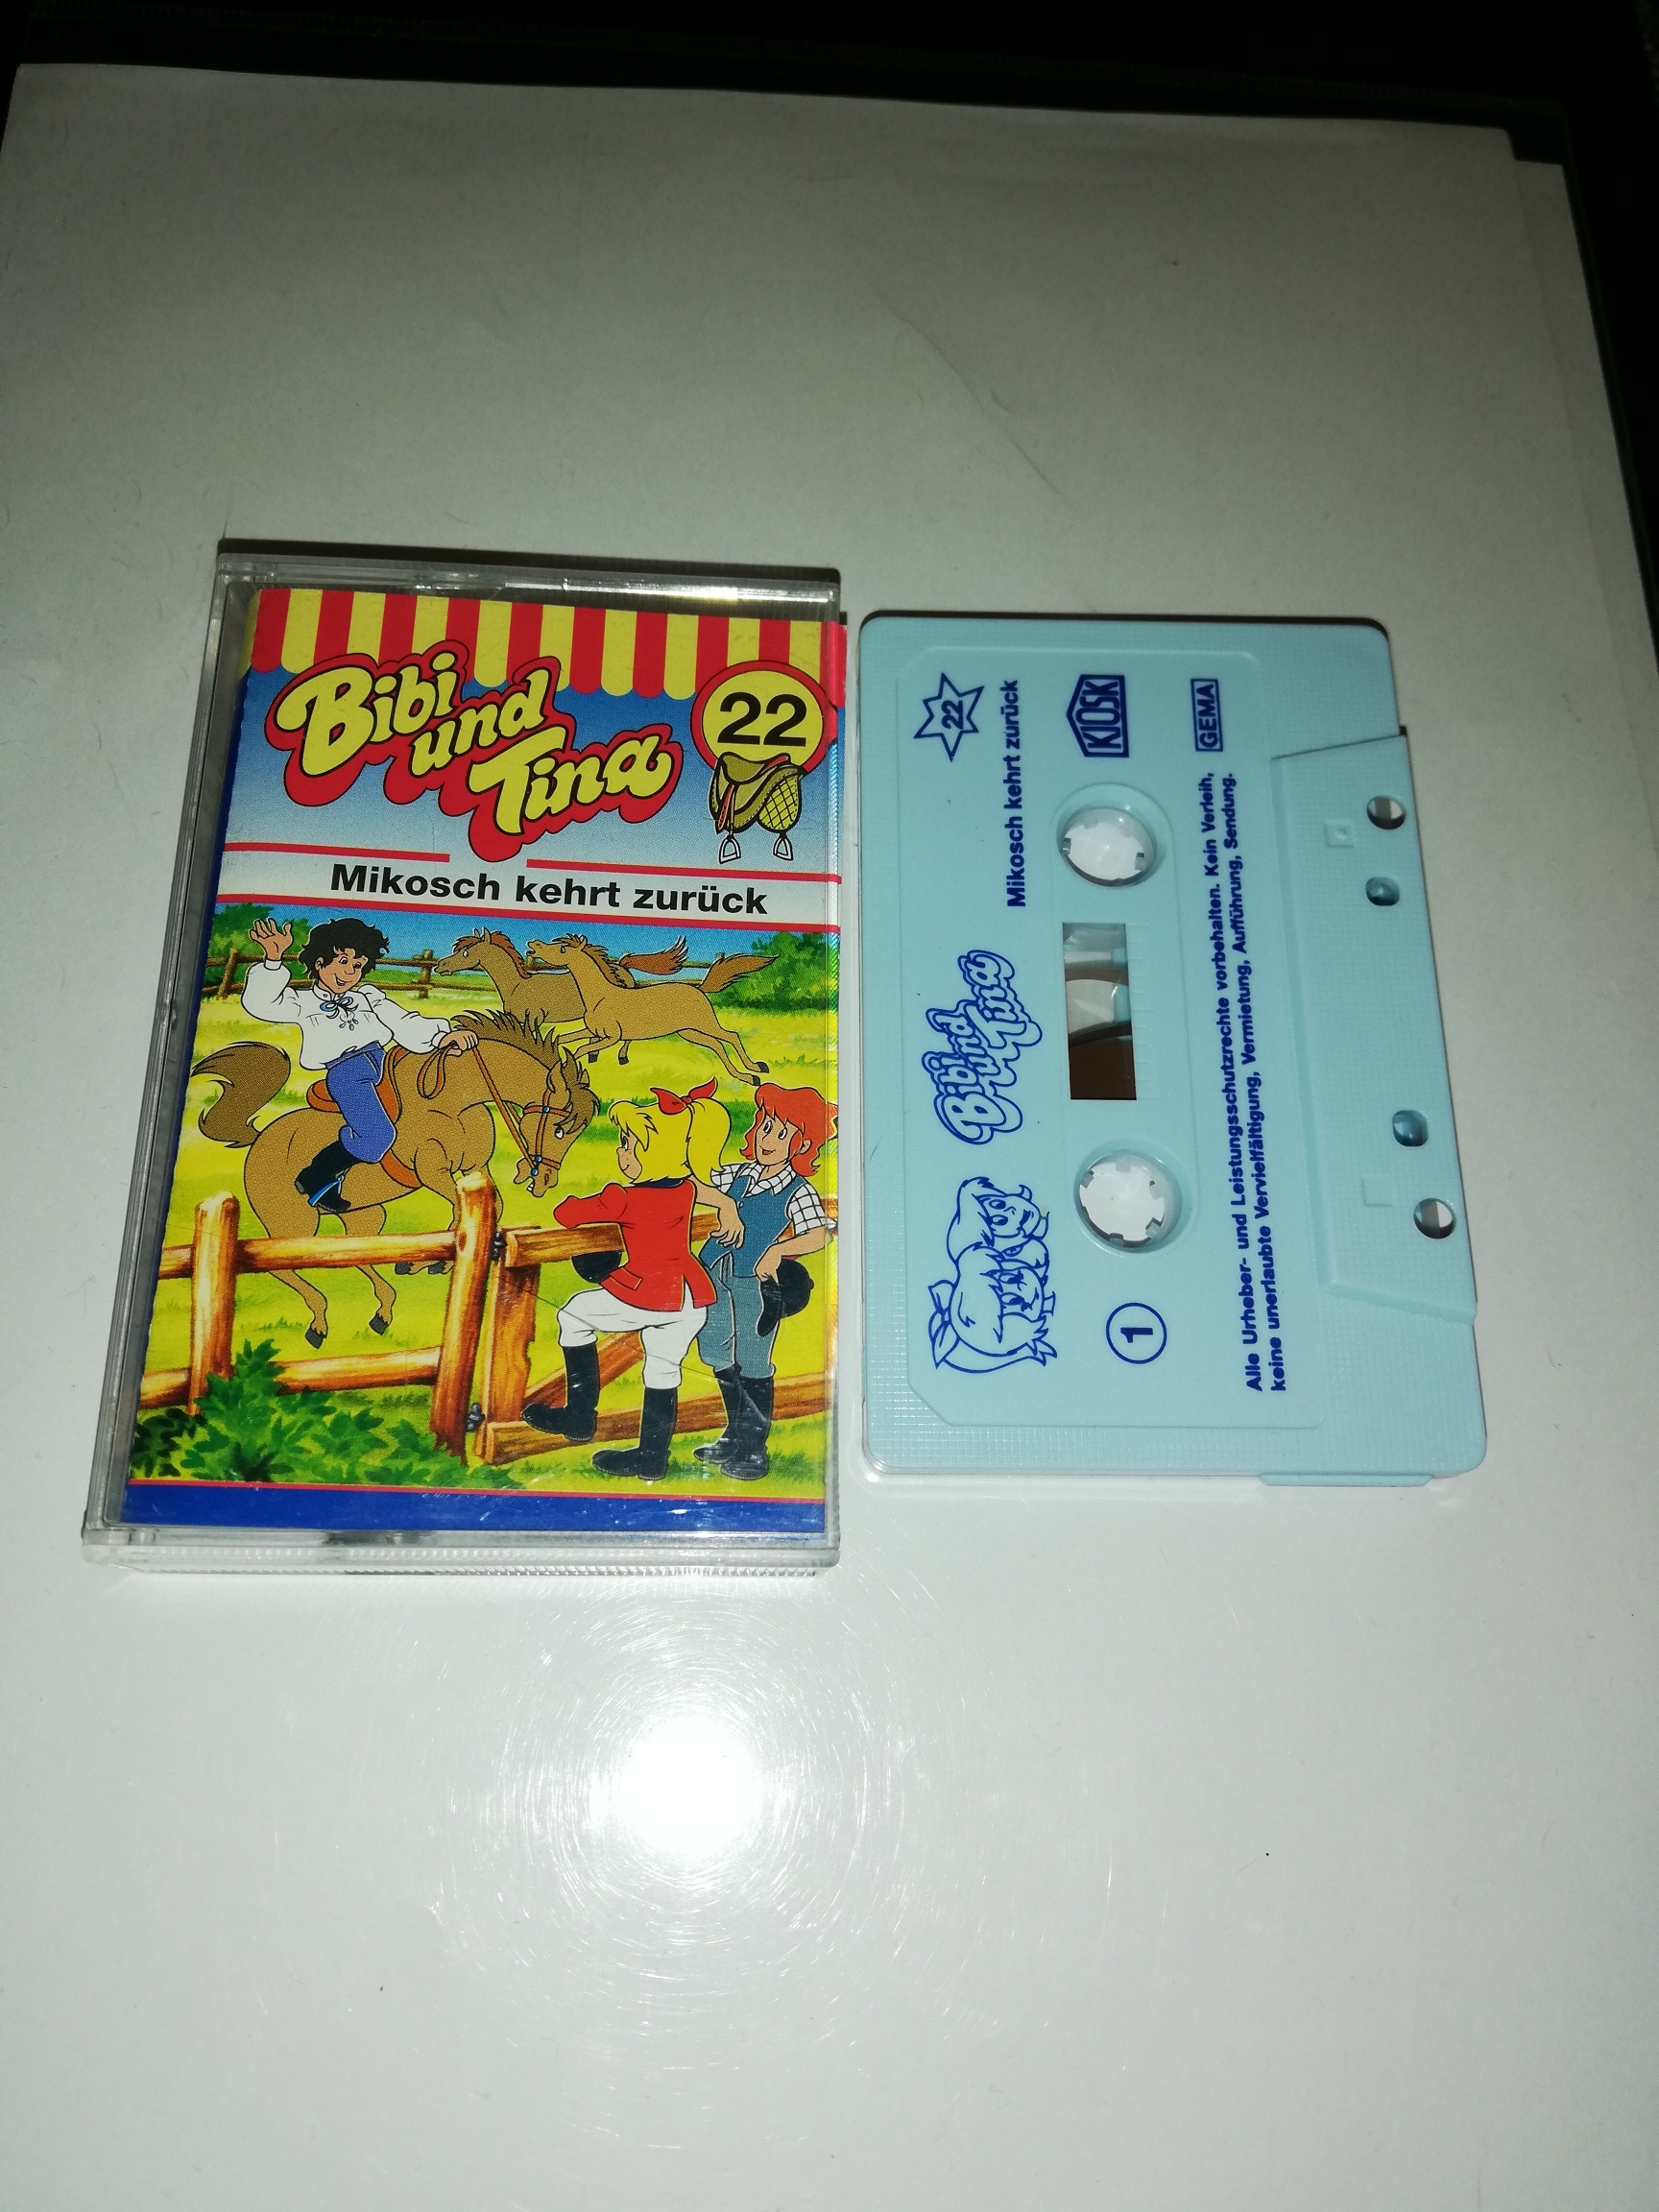 Bibi
und
Tina
22
Mikosch kehrt zurück
22
Mikosch kehrt zurück
Bibi und
Tina
KIOSK
1
GEMA
Alle Urheber- und Leistungsschutzrechte vorbehalten. Kein Verleih,
keine unerlaubte Vervielfältigung, Vermietung, Aufführung, Sendung.